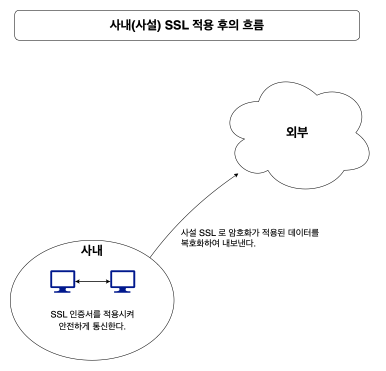 사내(사설) SSL 적용 후의 흐름
외부
사설 SSL 로 암호화가 적용된 데이터를
복호화하여 내보낸다.
사내
SSL 인증서를 적용시켜
안전하게 통신한다.